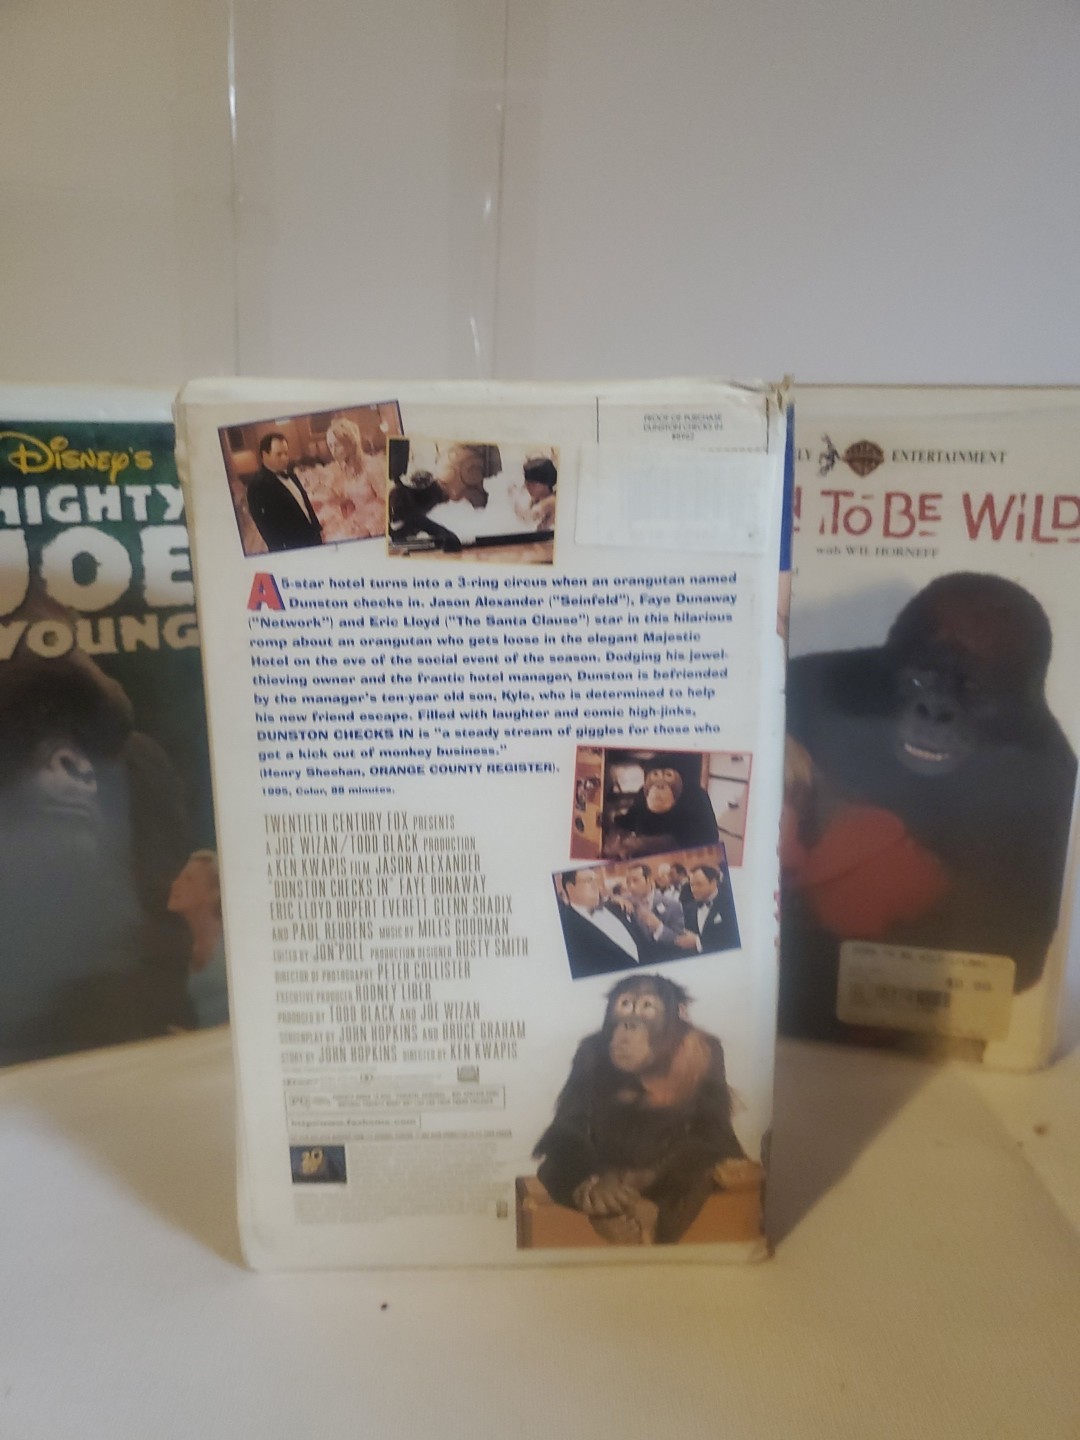 Disney's
MIGHTY
JOE
YOUNG
PROOF OF PURCHASE
DUNSTON CHECKS IN
A 5-star hotel turns into a 3-ring circus when an orangutan named
Dunston checks in. Jason Alexander ("Seinfeld"), Faye Dunaway
("Network") and Eric Lloyd ("The Santa Clause") star in this hilarious
romp about an orangutan who gets loose in the elegant Majestic
Hotel on the eve of the social event of the season. Dodging his jewel-
thieving owner and the frantic hotel manager, Dunston is befriended
by the manager's ten-year old son, Kyle, who is determined to help
his new friend escape. Filled with laughter and comic high-jinks,
DUNSTON CHECKS IN is "a steady stream of giggles for those who
get a kick out of monkey business."
(Henry Sheehan, ORANGE COUNTY REGISTER).
1995, Color, 88 minutes.
TWENTIETH CENTURY FOX PRESENTS
A JOE WIZAN/TODD BLACK PRODUCTION
A KEN KWAPIS FILM JASON ALEXANDER
"DUNSTON CHECKS IN" FAYE DUNAWAY
ERIC LLOYD RUPERT EVERETT GLENN SHADIX
AND PAUL REUBENS MUSIC BY MILES GOODMAN
EDITED BY JON POLL PRODUCTION DESIGNER RUSTY SMITH
DIRECTOR OF PHOTOGRAPHY PETER COLLISTER
EXECUTIVE PRODUCER RODNEY LIBER
PRODUCED BY TODD BLACK AND JOE WIZAN
SCREENPLAY BY JOHN HOPKINS AND BRUCE GRAHAM
STORY BY JOHN HOPKINS DIRECTED BY KEN KWAPIS
http://www.foxhome.com
20
LY ENTERTAINMENT
TO BE WILD
with WIL HORNEFF